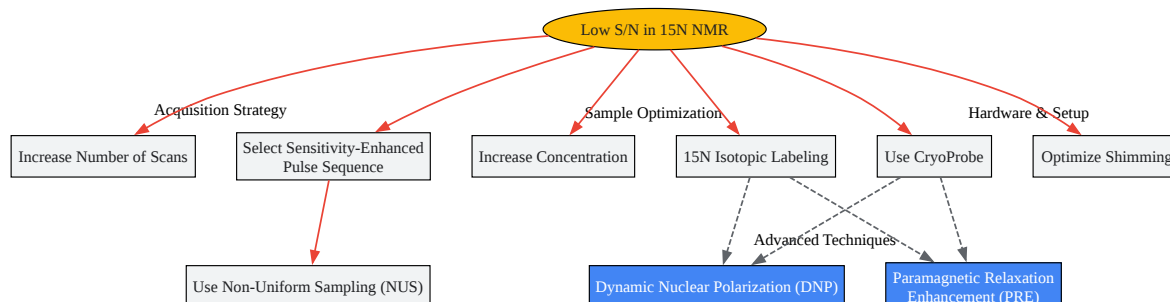 Low S/N in 15N NMR
Acquisition Strategy
Sample Optimization
Hardware & Setup
Increase Number of Scans
Select Sensitivity-Enhanced
Pulse Sequence
Increase Concentration
15N Isotopic Labeling
Use CryoProbe
Optimize Shimming
Advanced Techniques
Use Non-Uniform Sampling (NUS)
Dynamic Nuclear Polarization (DNP)
Paramagnetic Relaxation
Enhancement (PRE)